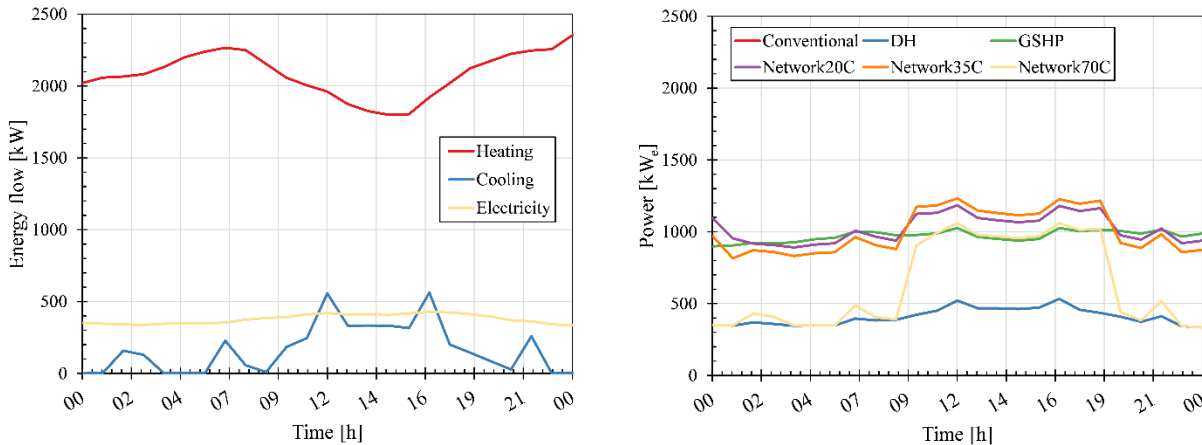 2500
2000
1500
1000
500
0
Energy flow [kW]
Heating
Cooling
Electricity
00 02 04 07 09 12 14 16 19 21 00
Time [h]
2500
2000
1500
1000
500
0
Power [kWe]
Conventional DH GSHP
Network20C Network35C Network70C
00 02 04 07 09 12 14 16 19 21 00
Time [h]